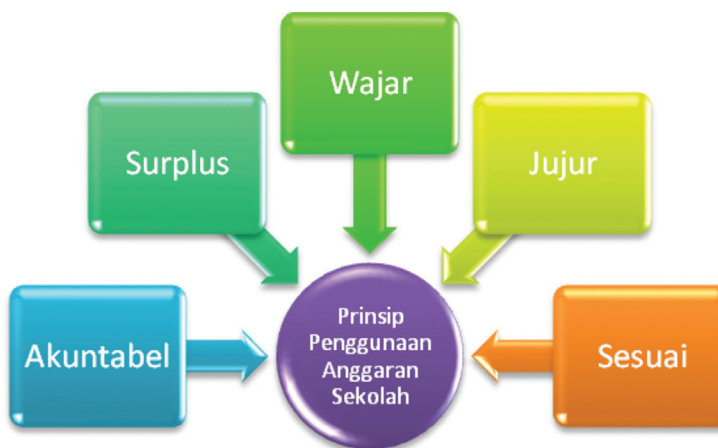 Wajar
Surplus
Jujur
Akuntabel
Prinsip
Penggunaan
Anggaran
Sekolah
Sesuai